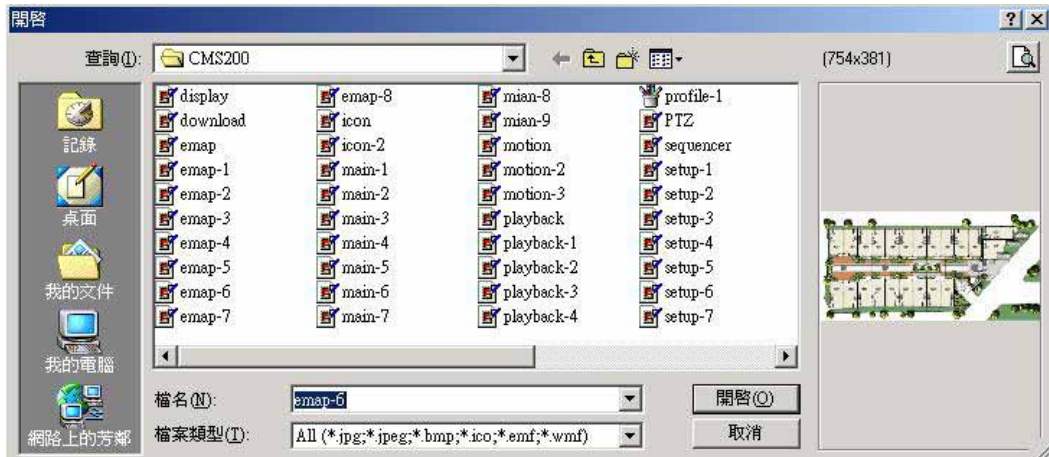 開啓
查詢(I):
CMS200
(754x381)
記錄
桌面
我的文件
我的電腦
網路上的芳鄰
display
download
emap
emap-1
emap-2
emap-3
emap-4
emap-5
emap-6
emap-7
emap-8
icon
icon-2
main-1
main-2
main-3
main-4
main-5
main-6
main-7
mian-8
mian-9
motion
motion-2
motion-3
playback
playback-1
playback-2
playback-3
playback-4
profile-1
PTZ
sequencer
setup-1
setup-2
setup-3
setup-4
setup-5
setup-6
setup-7
檔名(N):
emap-6
開啓(O)
檔案類型(T):
All (*.jpg;*.jpeg;*.bmp;*.ico;*.emf;*.wmf)
取消